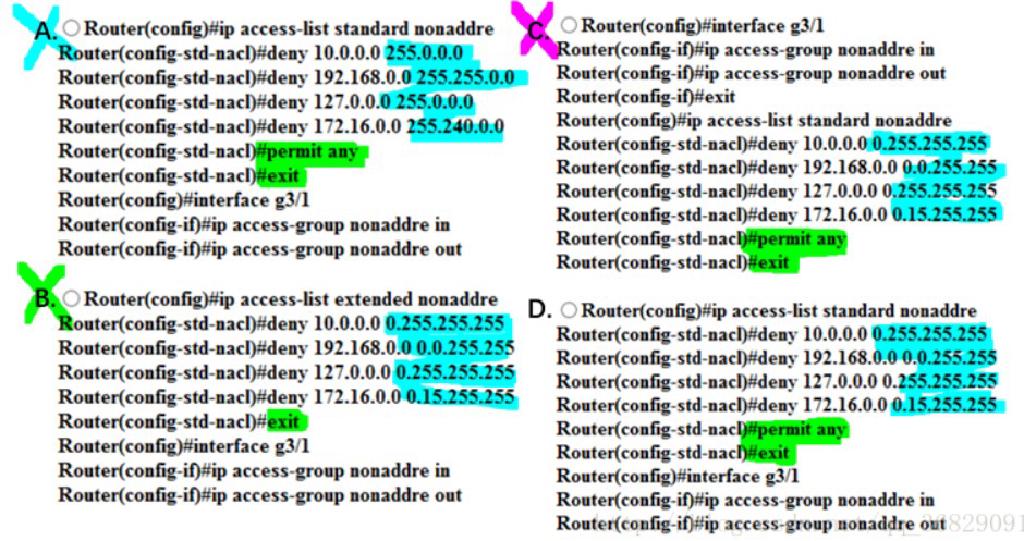 A. Router(config)#ip access-list standard nonaddre
Router(config-std-nacl)#deny 10.0.0.0 255.0.0.0
Router(config-std-nacl)#deny 192.168.0.0 255.255.0.0
Router(config-std-nacl)#deny 127.0.0.0 255.0.0.0
Router(config-std-nacl)#deny 172.16.0.0 255.240.0.0
Router(config-std-nacl)#permit any
Router(config-std-nacl)#exit
Router(config)#interface g3/1
Router(config-if)#ip access-group nonaddre in
Router(config-if)#ip access-group nonaddre out
B. Router(config)#ip access-list extended nonaddre
Router(config-std-nacl)#deny 10.0.0.0 0.255.255.255
Router(config-std-nacl)#deny 192.168.0.0 0.0.255.255
Router(config-std-nacl)#deny 127.0.0.0 0.255.255.255
Router(config-std-nacl)#deny 172.16.0.0 0.15.255.255
Router(config-std-nacl)#exit
Router(config)#interface g3/1
Router(config-if)#ip access-group nonaddre in
Router(config-if)#ip access-group nonaddre out
C. Router(config)#interface g3/1
Router(config-if)#ip access-group nonaddre in
Router(config-if)#ip access-group nonaddre out
Router(config-if)#exit
Router(config)#ip access-list standard nonaddre
Router(config-std-nacl)#deny 10.0.0.0 0.255.255.255
Router(config-std-nacl)#deny 192.168.0.0 0.0.255.255
Router(config-std-nacl)#deny 127.0.0.0 0.255.255.255
Router(config-std-nacl)#deny 172.16.0.0 0.15.255.255
Router(config-std-nacl)#permit any
Router(config-std-nacl)#exit
D. Router(config)#ip access-list standard nonaddre
Router(config-std-nacl)#deny 10.0.0.0 0.255.255.255
Router(config-std-nacl)#deny 192.168.0.0 0.0.255.255
Router(config-std-nacl)#deny 127.0.0.0 0.255.255.255
Router(config-std-nacl)#deny 172.16.0.0 0.15.255.255
Router(config-std-nacl)#permit any
Router(config-std-nacl)#exit
Router(config)#interface g3/1
Router(config-if)#ip access-group nonaddre in
Router(config-if)#ip access-group nonaddre out